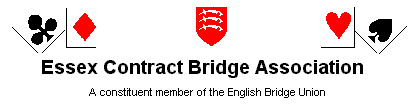 Essex Contract Bridge Association
A constituent member of the English Bridge Union